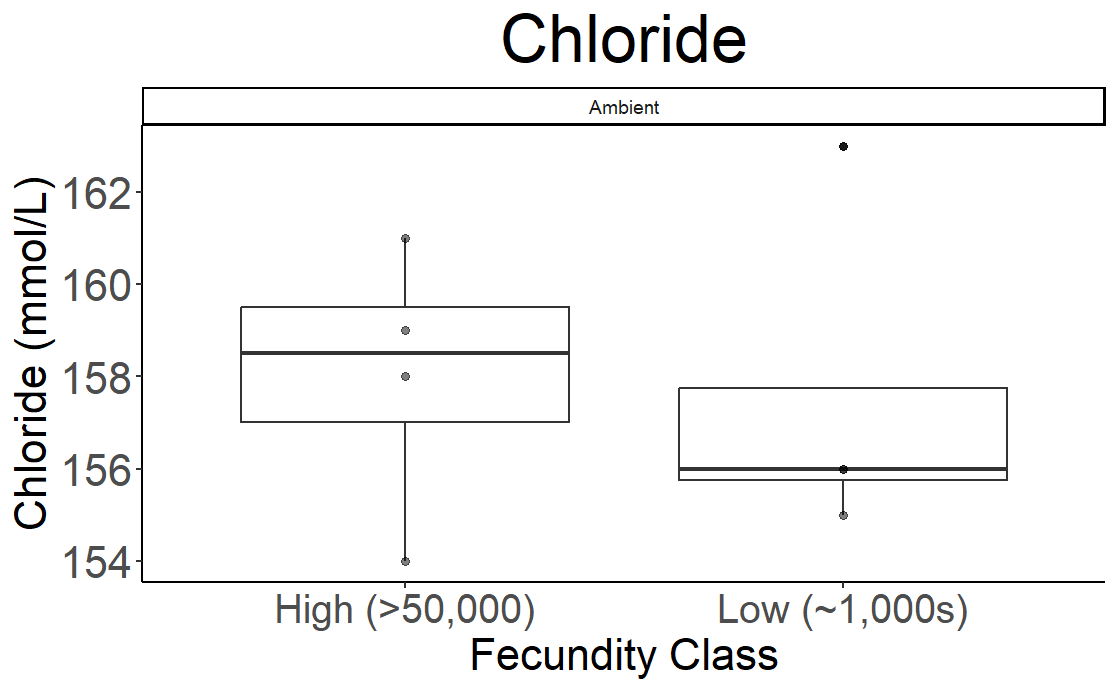 Chloride
Ambient
Chloride (mmol/L)
162
160
158
156
154
High (>50,000)
Low (~1,000s)
Fecundity Class